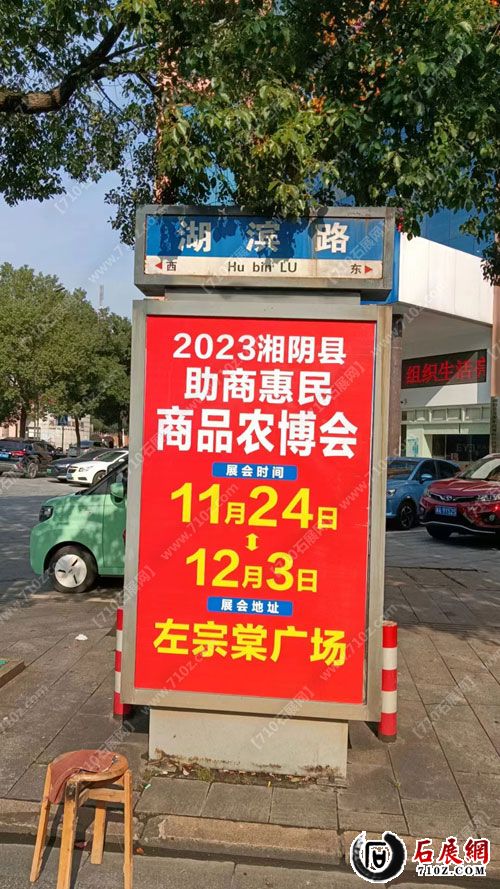 湖滨路
西 Hu bin LU 东
2023湘阴县
助商惠民
商品农博会
展会时间
11月24日
12月3日
展会地址
左宗棠广场
组织生活
石展網
710z.COM